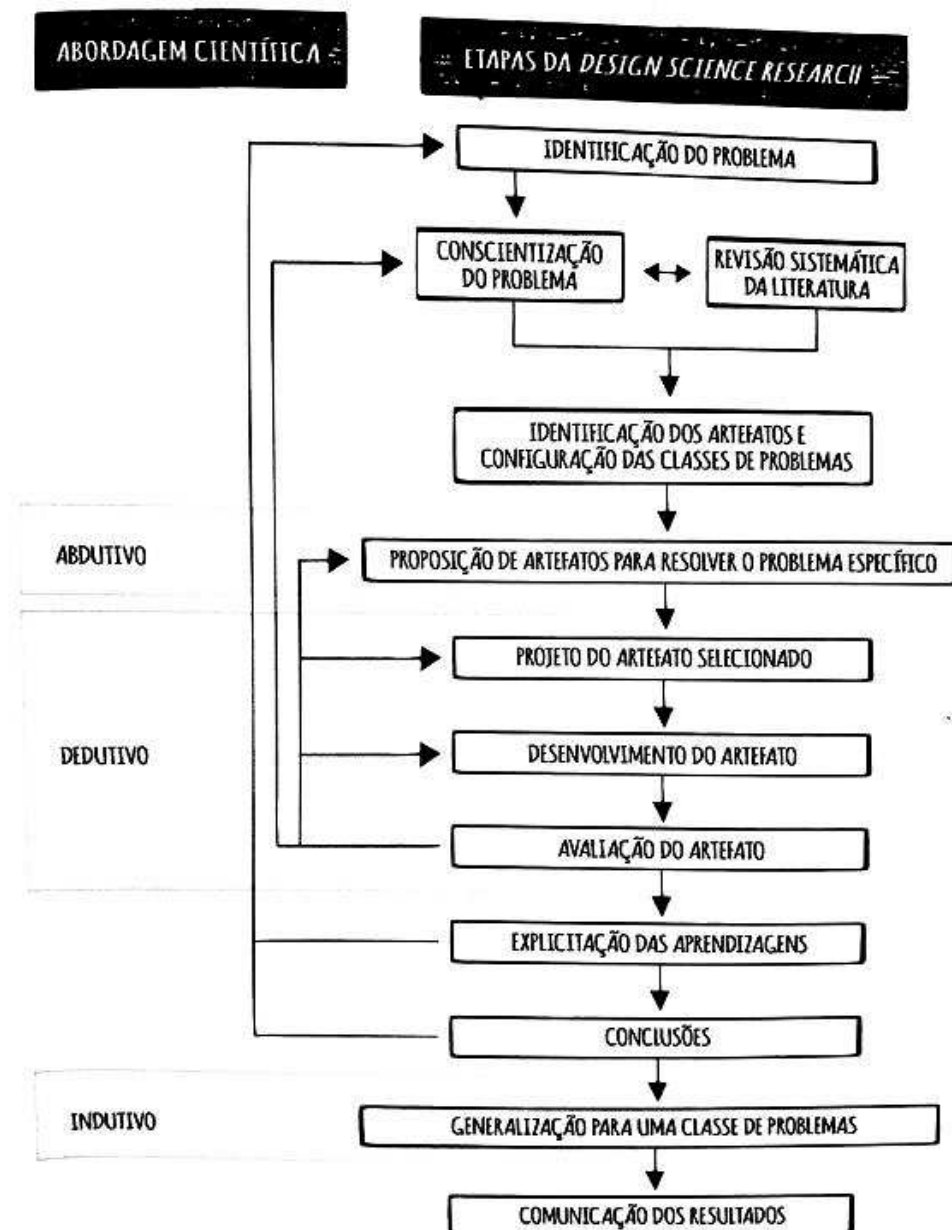 ABORDAGEM CIENTÍFICA
ETAPAS DA DESIGN SCIENCE RESEARCH
IDENTIFICAÇÃO DO PROBLEMA
CONSCIENTIZAÇÃO
DO PROBLEMA
REVISÃO SISTEMÁTICA
DA LITERATURA
IDENTIFICAÇÃO DOS ARTEFATOS E
CONFIGURAÇÃO DAS CLASSES DE PROBLEMAS
ABDUTIVO
PROPOSIÇÃO DE ARTEFATOS PARA RESOLVER O PROBLEMA ESPECÍFICO
PROJETO DO ARTEFATO SELECIONADO
DEDUTIVO
DESENVOLVIMENTO DO ARTEFATO
AVALIAÇÃO DO ARTEFATO
EXPLICITAÇÃO DAS APRENDIZAGENS
CONCLUSÕES
INDUTIVO
GENERALIZAÇÃO PARA UMA CLASSE DE PROBLEMAS
COMUNICAÇÃO DOS RESULTADOS